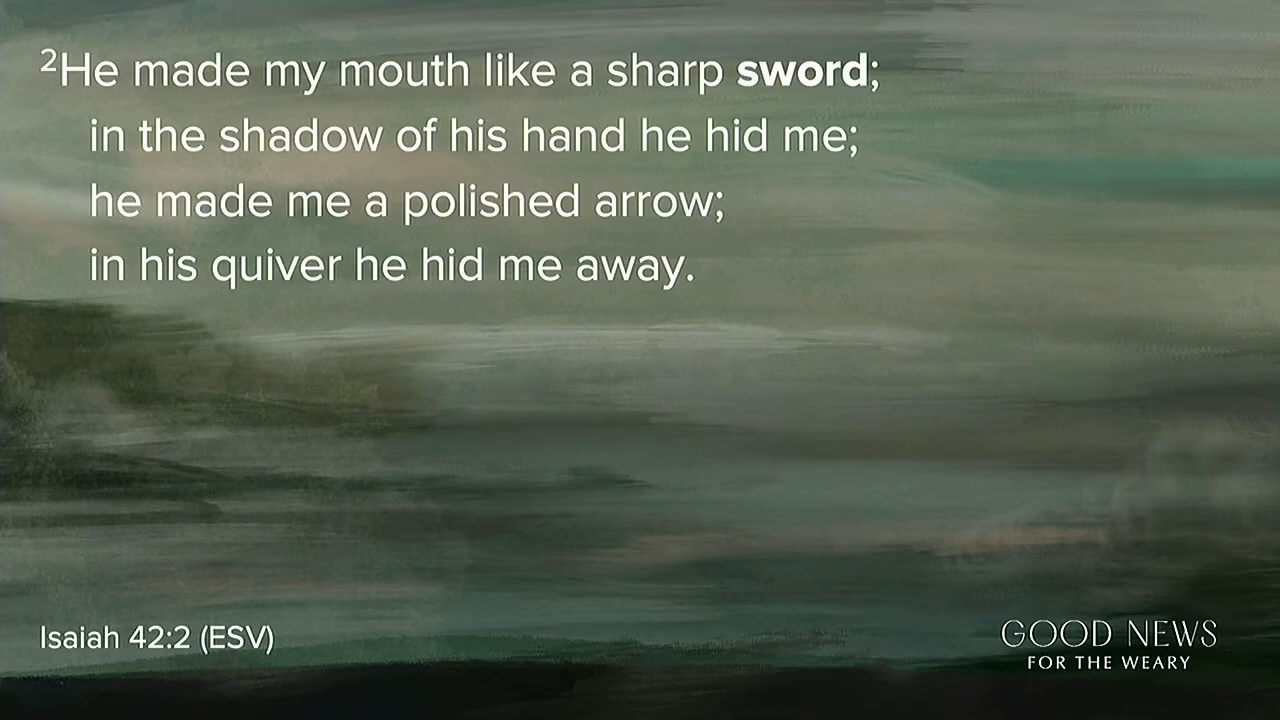 ²He made my mouth like a sharp sword;
in the shadow of his hand he hid me;
he made me a polished arrow;
in his quiver he hid me away.
Isaiah 42:2 (ESV)
GOOD NEWS
FOR THE WEARY